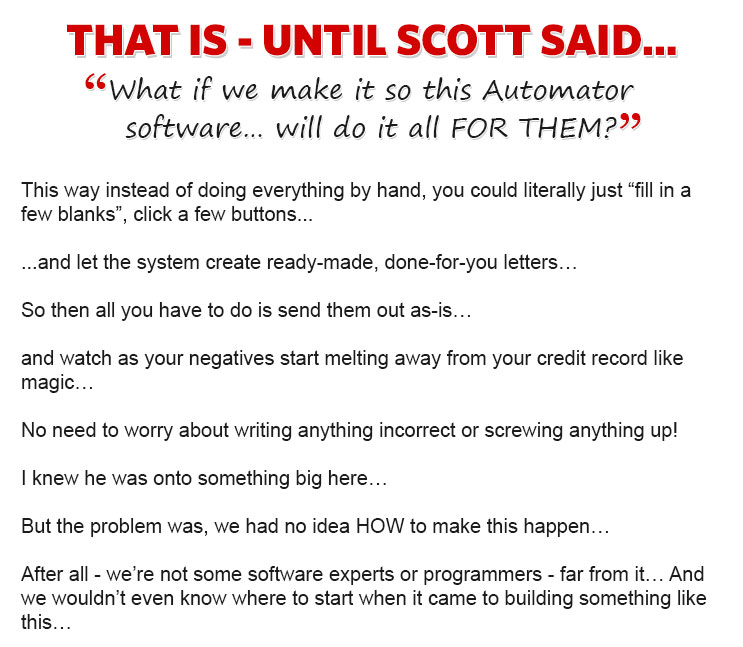 THAT IS - UNTIL SCOTT SAID...
“What if we make it so this Automator
software... will do it all FOR THEM?”
This way instead of doing everything by hand, you could literally just “fill in a
few blanks”, click a few buttons...
...and let the system create ready-made, done-for-you letters…
So then all you have to do is send them out as-is…
and watch as your negatives start melting away from your credit record like
magic…
No need to worry about writing anything incorrect or screwing anything up!
I knew he was onto something big here…
But the problem was, we had no idea HOW to make this happen…
After all - we’re not some software experts or programmers - far from it… And
we wouldn’t even know where to start when it came to building something like
this…